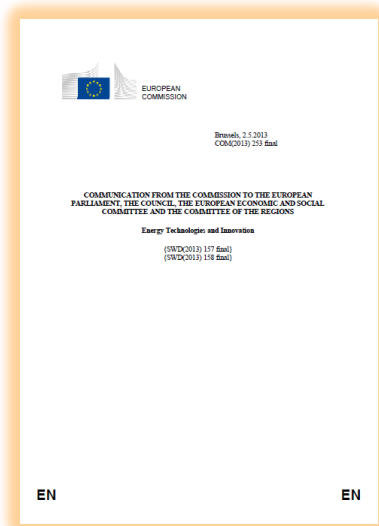 EUROPEAN
COMMISSION
Brussels, 2.5.2013
COM(2013) 253 final
COMMUNICATION FROM THE COMMISSION TO THE EUROPEAN
PARLIAMENT, THE COUNCIL, THE EUROPEAN ECONOMIC AND SOCIAL
COMMITTEE AND THE COMMITTEE OF THE REGIONS
Energy Technologies and Innovation
{SWD(2013) 157 final}
{SWD(2013) 158 final}
EN EN